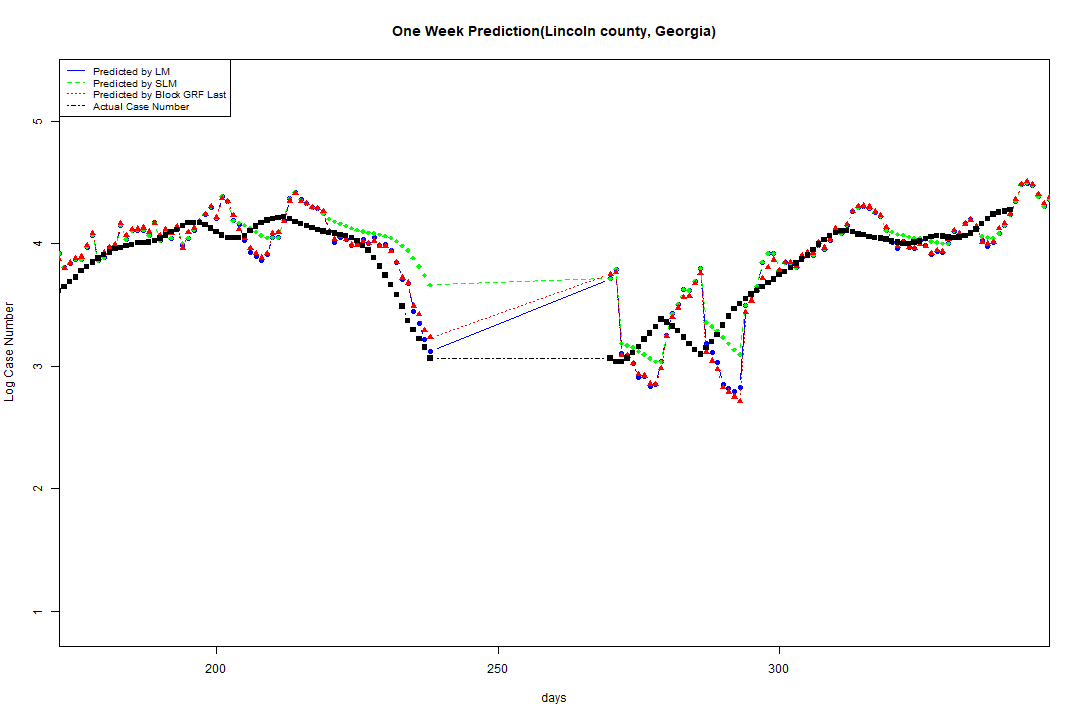 One Week Prediction(Lincoln county, Georgia)
Predicted by LM
Predicted by SLM
Predicted by Block GRF Last
Actual Case Number
5
4
3
2
1
Log Case Number
200
250
300
days